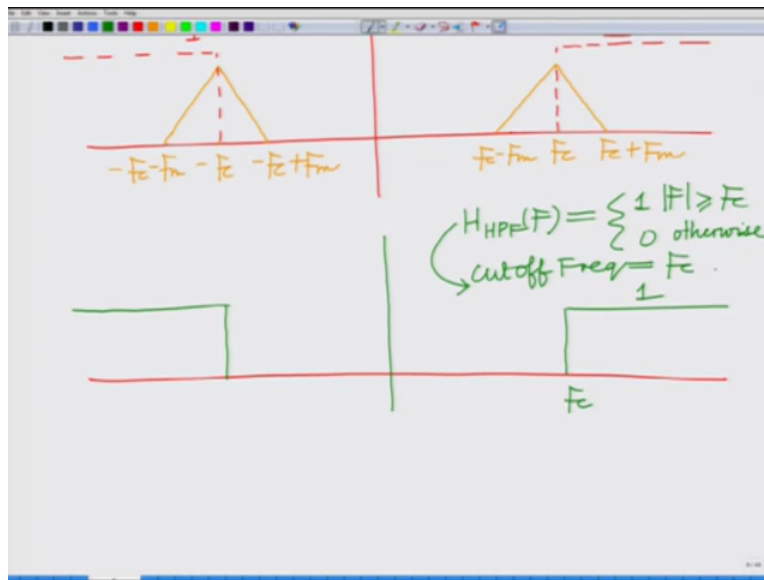 -Fc-Fm -Fc -Fc+Fm Fc-Fm Fc Fc+Fm
H_HPF(F) = { 1 |F| ≥ Fc
0 otherwise
cutoff Freq = Fc .
1
Fc